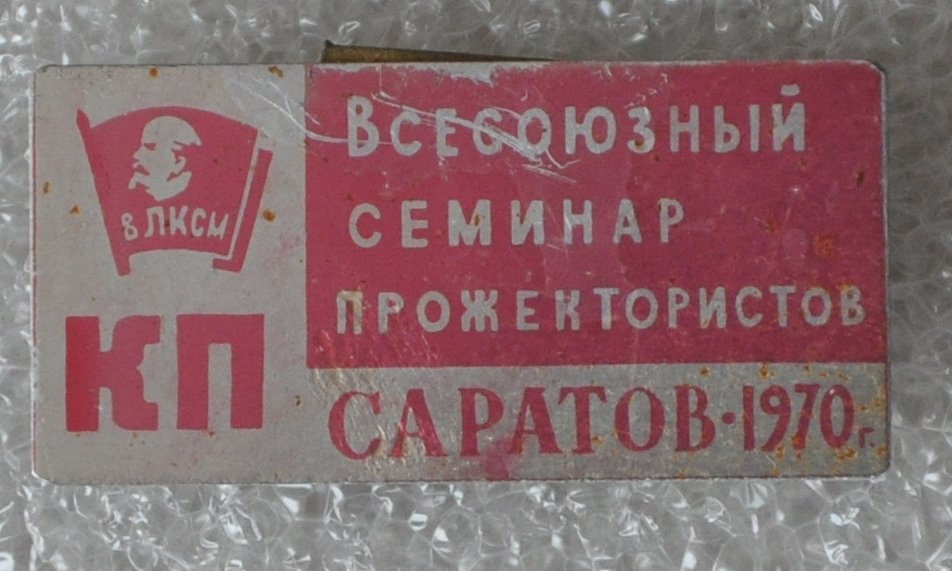 ВЛКСМ
КП
ВСЕСОЮЗНЫЙ
СЕМИНАР
ПРОЖЕКТОРИСТОВ
САРАТОВ·1970г.